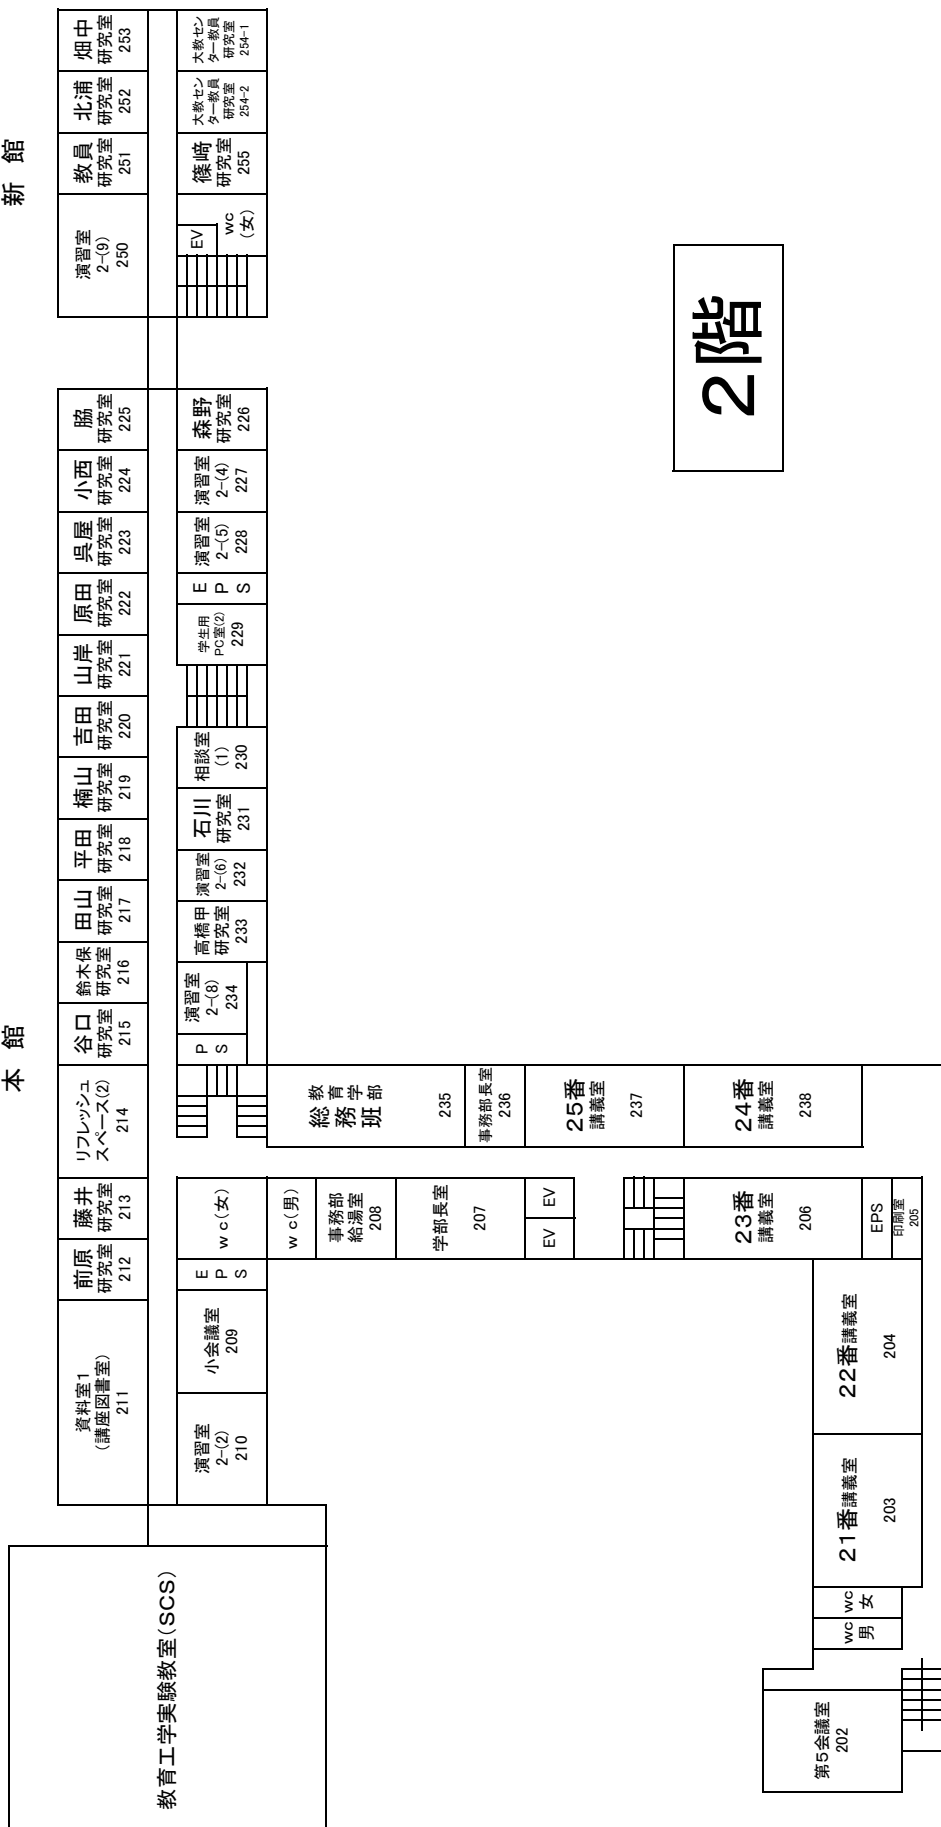 新館
畑中
研究室
253
北浦
研究室
252
教員
研究室
251
演習室
2-(9)
250
大教セン
ター教員
研究室
254-1
大教セン
ター教員
研究室
254-2
篠﨑
研究室
255
EV
wc
(女)
2階
脇
研究室
225
小西
研究室
224
呉屋
研究室
223
原田
研究室
222
山岸
研究室
221
吉田
研究室
220
楠山
研究室
219
平田
研究室
218
田山
研究室
217
鈴木保
研究室
216
谷口
研究室
215
森野
研究室
226
演習室
2-(4)
227
演習室
2-(5)
228
EPS
学生用
PC室(2)
229
相談室
(1)
230
石川
研究室
231
演習室
2-(6)
232
高橋甲
研究室
233
演習室
2-(8)
234
PS
本館
リフレッシュ
スペース(2)
214
藤井
研究室
213
前原
研究室
212
資料室1
(講座図書室)
211
教育学部
総務班
235
事務部長室
236
25番
講義室
237
24番
講義室
238
wc(女)
wc(男)
事務部
給湯室
208
学部長室
207
EV
EV
23番
講義室
206
EPS
印刷室
205
EPS
小会議室
209
演習室
2-(2)
210
22番講義室
204
21番講義室
203
wc
女
wc
男
第5会議室
202
教育工学実験教室(SCS)